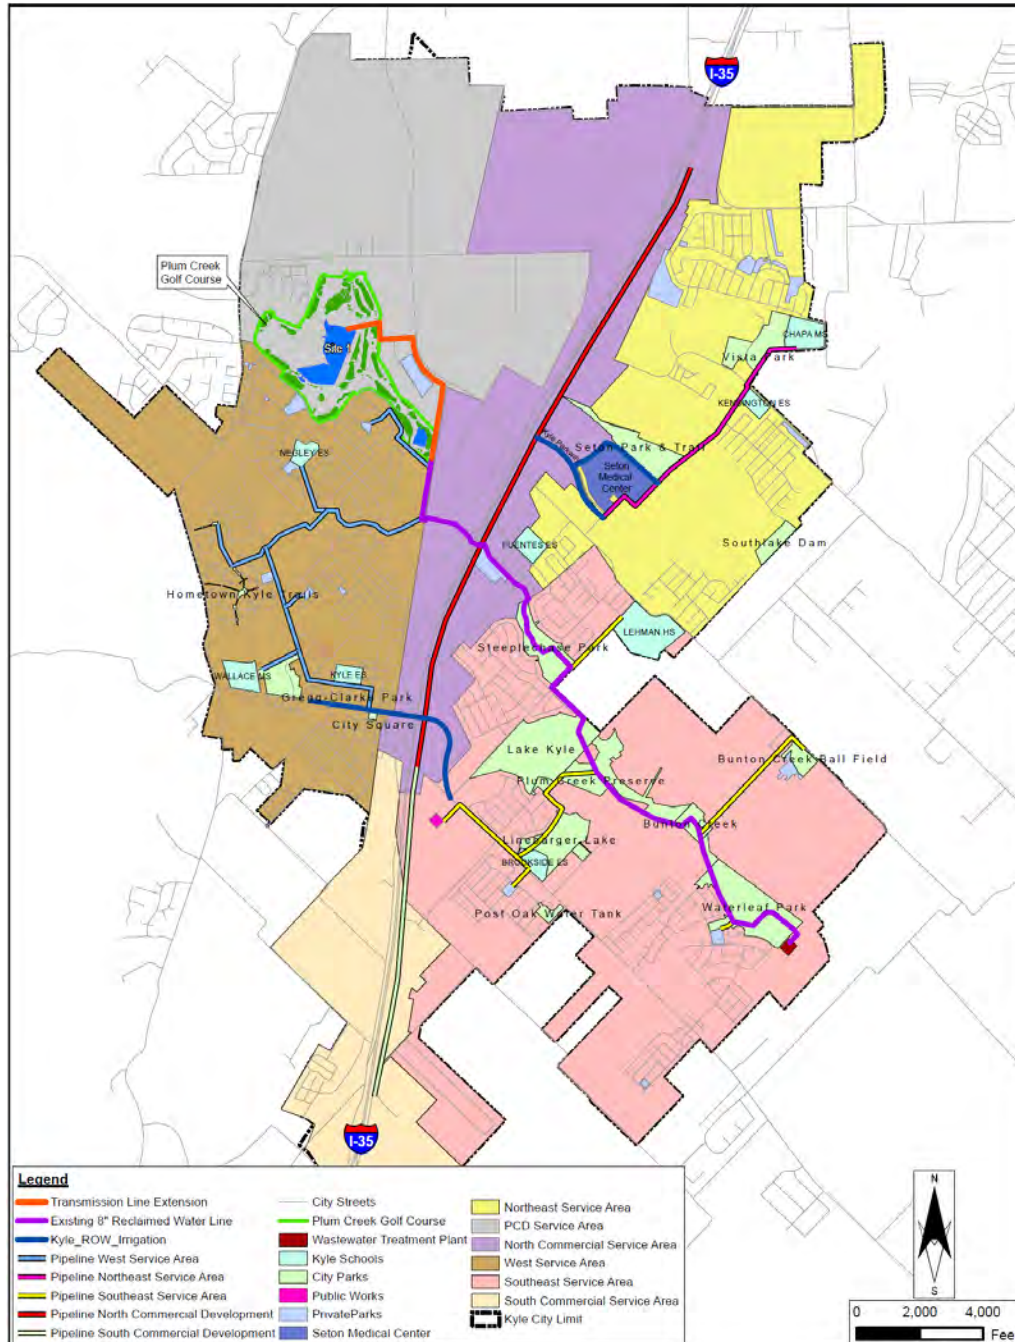 I-35
Plum Creek
Golf Course
Site 1
CHAPA MS
Vista Park
KENSINGTON ES
Kyle Parkway
Seton Park & Trail
Seton
Medical
Center
NEGLEY ES
FUENTES ES
Southlake Dam
Hometown Kyle Trails
LEHMAN HS
Steeplechase Park
WALLACE MS
KYLE ES
Gregg-Clarke Park
City Square
Lake Kyle
Bunton Creek Ball Field
Plum Creek Preserve
Bunton Creek
Linebarger Lake
BROOKSIDE ES
Post Oak Water Tank
Waterleaf Park
I-35
Legend
Transmission Line Extension
Existing 8" Reclaimed Water Line
Kyle_ROW_Irrigation
Pipeline West Service Area
Pipeline Northeast Service Area
Pipeline Southeast Service Area
Pipeline North Commercial Development
Pipeline South Commercial Development
City Streets
Plum Creek Golf Course
Wastewater Treatment Plant
Kyle Schools
City Parks
Public Works
PrivateParks
Seton Medical Center
Northeast Service Area
PCD Service Area
North Commercial Service Area
West Service Area
Southeast Service Area
South Commercial Service Area
Kyle City Limit
N
S
0 2,000 4,000
Fee